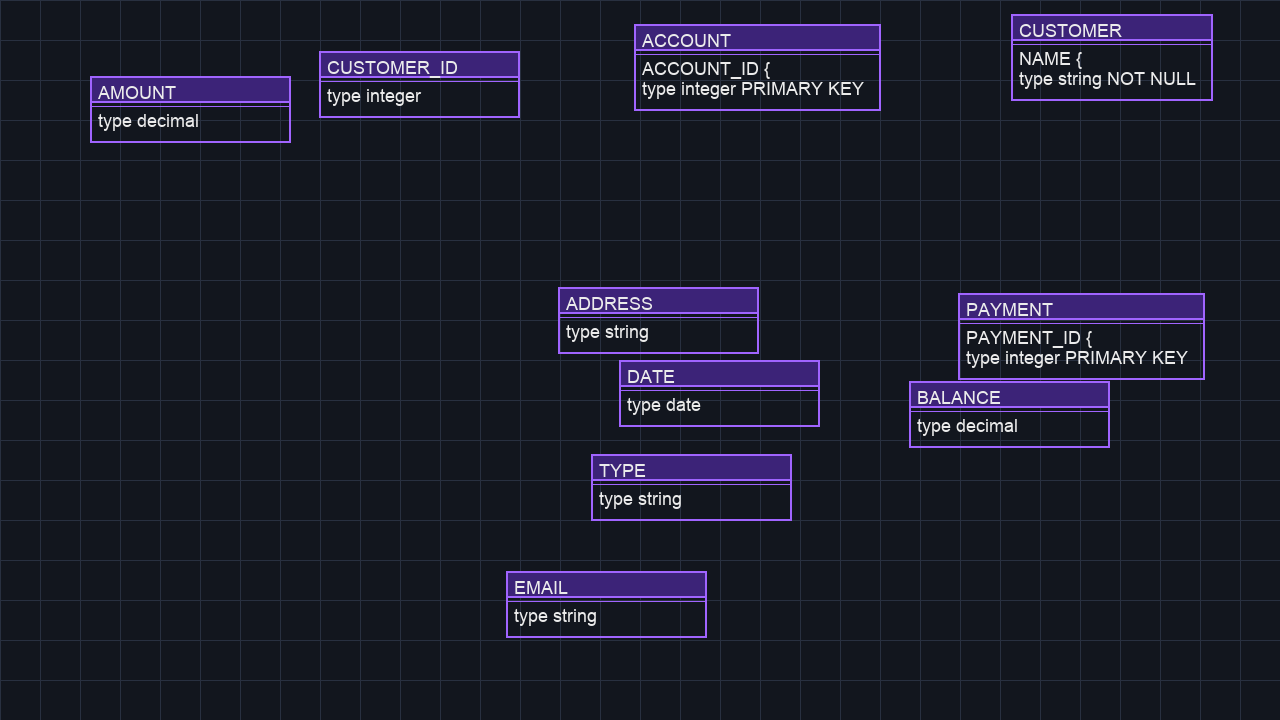 AMOUNT
type decimal
CUSTOMER_ID
type integer
ACCOUNT
ACCOUNT_ID {
type integer PRIMARY KEY
CUSTOMER
NAME {
type string NOT NULL
ADDRESS
type string
DATE
type date
PAYMENT
PAYMENT_ID {
type integer PRIMARY KEY
BALANCE
type decimal
TYPE
type string
EMAIL
type string